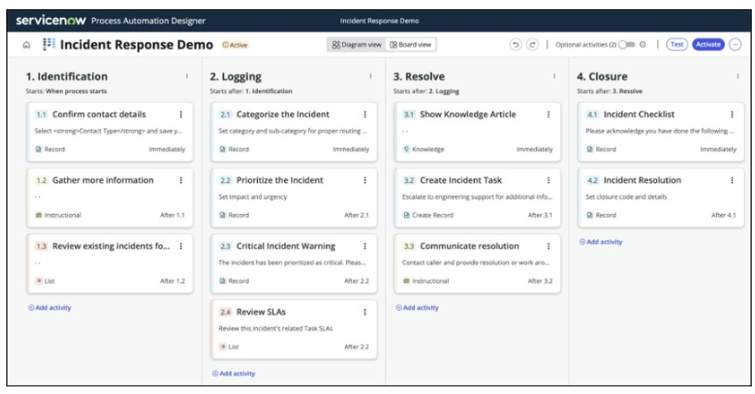 servicenow Process Automation Designer
Incident Response Demo
Incident Response Demo
Active
Diagram view
Board view
Optional activities (2)
Test
Activate
1. Identification
Starts: When process starts
1.1 Confirm contact details
Select <strong>Contact Type</strong> and save y...
Record
Immediately
1.2 Gather more information
--
Instructional
After 1.1
1.3 Review existing incidents fo...
--
List
After 1.2
Add activity
2. Logging
Starts after: 1. Identification
2.1 Categorize the Incident
Set category and sub-category for proper routing ...
Record
Immediately
2.2 Prioritize the Incident
Set impact and urgency
Record
After 2.1
2.3 Critical Incident Warning
The incident has been prioritized as critical. Pleas...
Record
After 2.2
2.4 Review SLAs
Review this incident's related Task SLAs
List
After 2.2
Add activity
3. Resolve
Starts after: 2. Logging
3.1 Show Knowledge Article
--
Knowledge
Immediately
3.2 Create Incident Task
Escalate to engineering support for additional info...
Create Record
After 3.1
3.3 Communicate resolution
Contact caller and provide resolution or work aro...
Instructional
After 3.2
Add activity
4. Closure
Starts after: 3. Resolve
4.1 Incident Checklist
Please acknowledge you have done the following ...
Record
Immediately
4.2 Incident Resolution
Set closure code and details
Record
After 4.1
Add activity